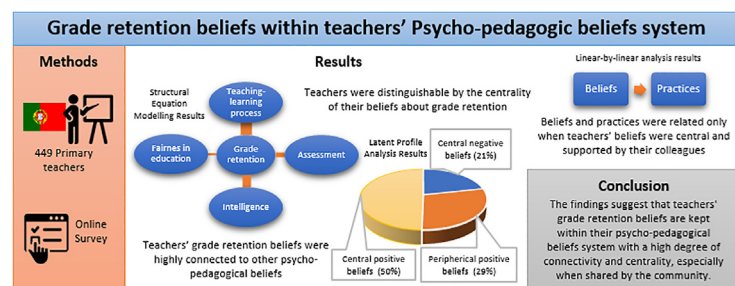 Grade retention beliefs within teachers' Psycho-pedagogic beliefs system
Methods
449 Primary
teachers
Online
Survey
Results
Structural
Equation
Modelling Results
Teaching-
learning
process
Fairnes in
education
Grade
retention
Assessment
Intelligence
Teachers' grade retention beliefs were
highly connected to other psycho-
pedagogical beliefs
Teachers were distinguishable by the centrality
of their beliefs about grade retention
Latent Profile
Analysis Results
Central negative
beliefs (21%)
Central positive
beliefs (50%)
Peripherical positive
beliefs (29%)
Linear-by-linear analysis results
Beliefs
Practices
Beliefs and practices were related only
when teachers' beliefs were central and
supported by their colleagues
Conclusion
The findings suggest that teachers'
grade retention beliefs are kept
within their psycho-pedagogical
beliefs system with a high degree of
connectivity and centrality, especially
when shared by the community.